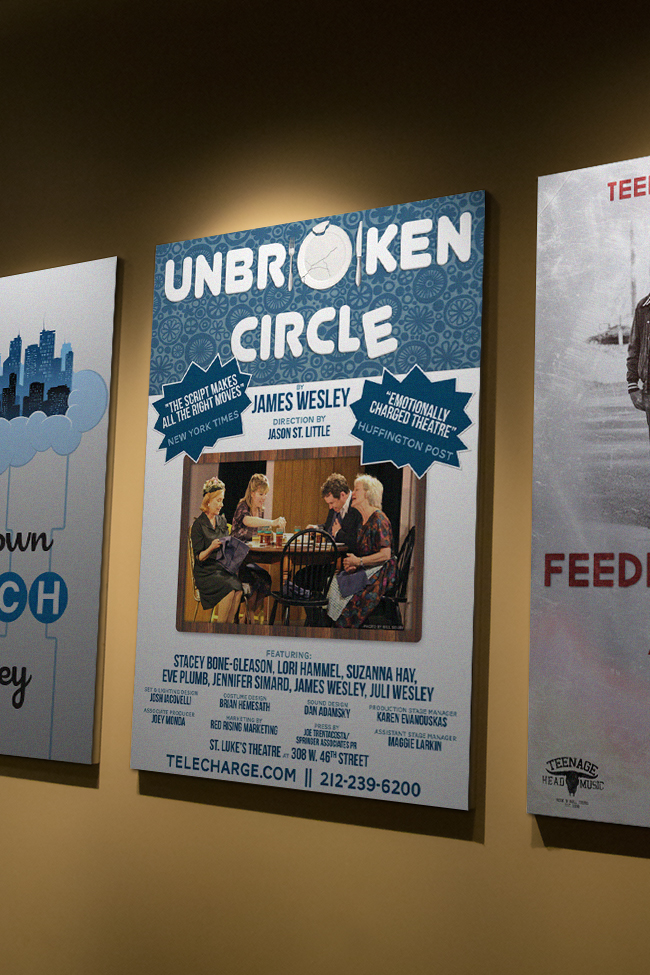 own
CH
ey
UNBROKEN
CIRCLE
"THE SCRIPT MAKES
ALL THE RIGHT MOVES"
NEW YORK TIMES
BY
JAMES WESLEY
DIRECTION BY
JASON ST. LITTLE
"EMOTIONALLY
CHARGED THEATRE"
HUFFINGTON POST
FEATURING:
STACEY BONE-GLEASON, LORI HAMMEL, SUZANNA HAY,
EVE PLUMB, JENNIFER SIMARD, JAMES WESLEY, JULI WESLEY
SET & LIGHTING DESIGN
JOSH IACOVELLI
COSTUME DESIGN
BRIAN HEMESATH
SOUND DESIGN
DAN ADAMSKY
PRODUCTION STAGE MANAGER
KAREN EVANOUSKAS
ASSOCIATE PRODUCER
JOEY MONDA
MARKETING BY
RED RISING MARKETING
PRESS BY
JOE TRENTACOSTA/
SPRINGER ASSOCIATES PR
ASSISTANT STAGE MANAGER
MAGGIE LARKIN
ST. LUKE'S THEATRE AT 308 W. 46TH STREET
TELECHARGE.COM || 212-239-6200
TEE
FEED
TEENAGE
HEAD MUSIC